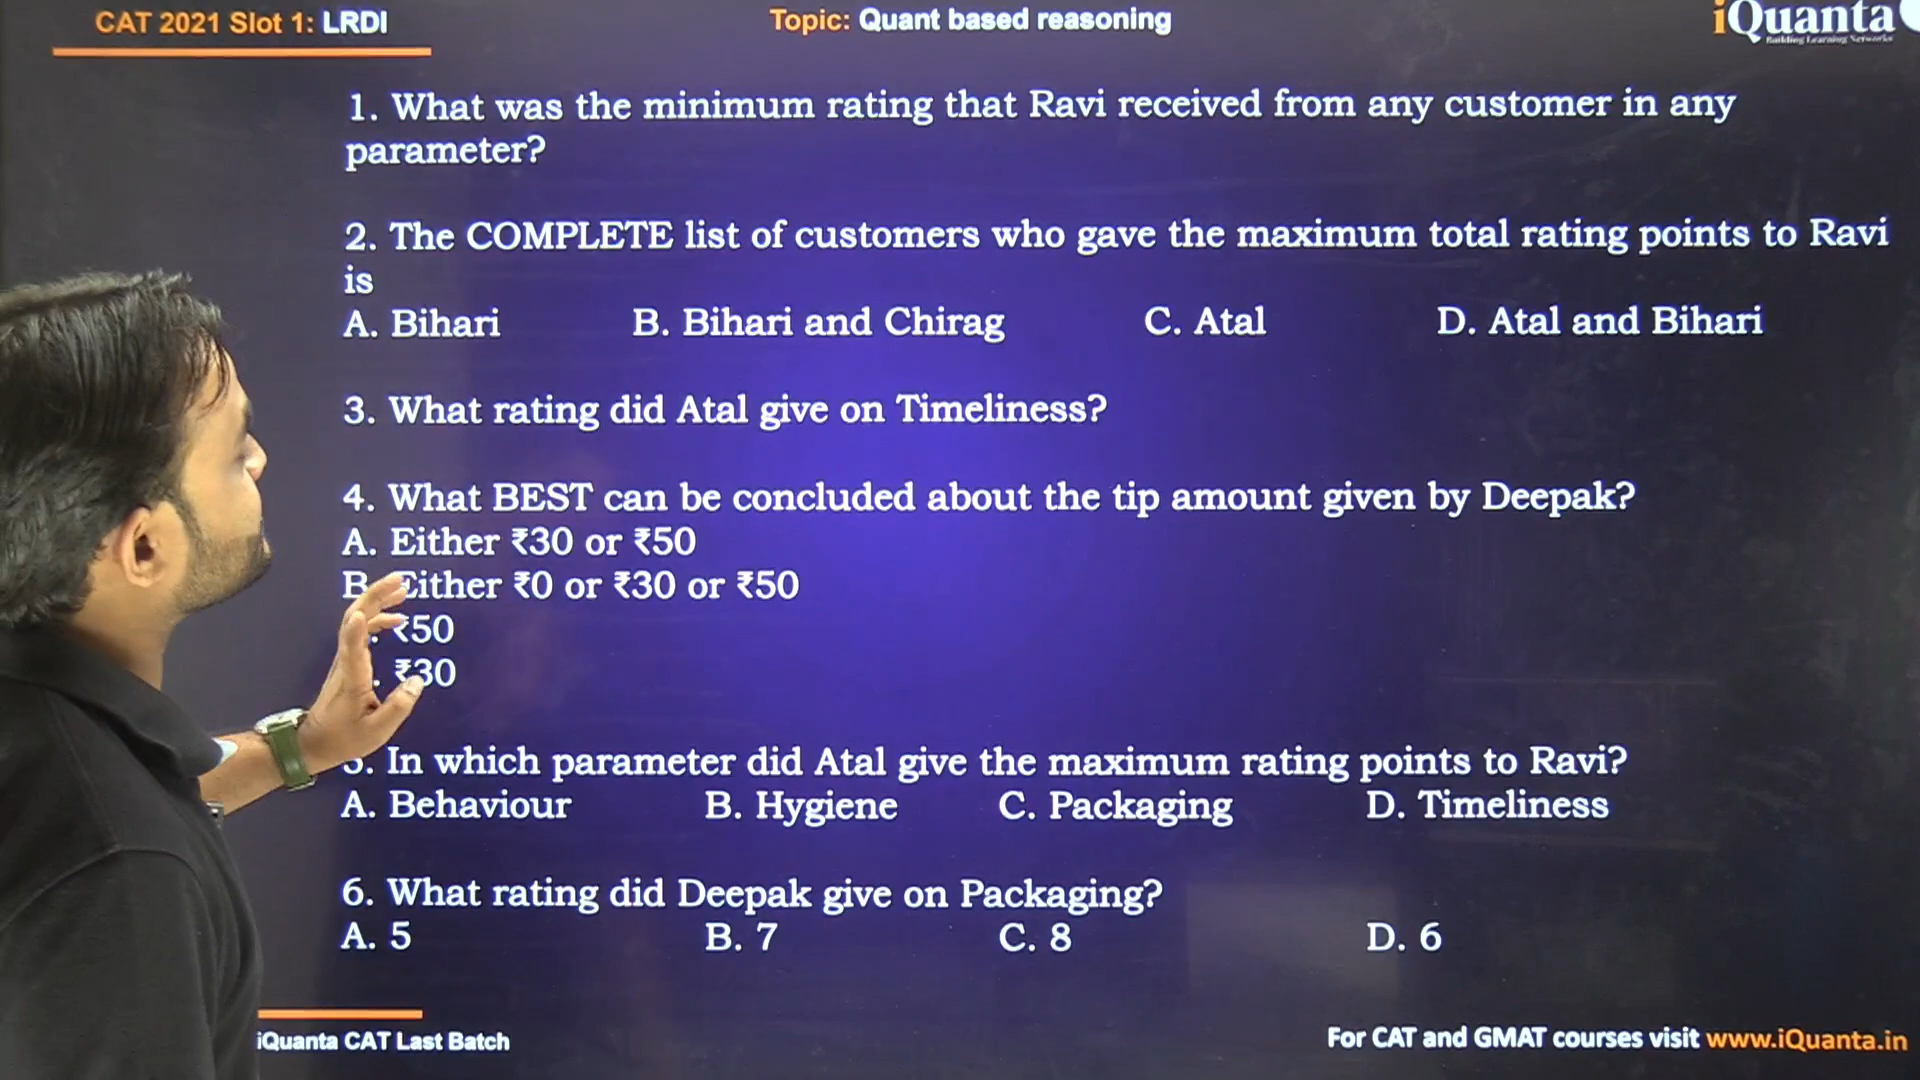 CAT 2021 Slot 1: LRDI
Topic: Quant based reasoning
iQuanta
Building Learning Networks
1. What was the minimum rating that Ravi received from any customer in any
parameter?
2. The COMPLETE list of customers who gave the maximum total rating points to Ravi
is
A. Bihari B. Bihari and Chirag C. Atal D. Atal and Bihari
3. What rating did Atal give on Timeliness?
4. What BEST can be concluded about the tip amount given by Deepak?
A. Either ₹30 or ₹50
B. Either ₹0 or ₹30 or ₹50
. ₹50
. ₹30
5. In which parameter did Atal give the maximum rating points to Ravi?
A. Behaviour B. Hygiene C. Packaging D. Timeliness
6. What rating did Deepak give on Packaging?
A. 5 B. 7 C. 8 D. 6
iQuanta CAT Last Batch
For CAT and GMAT courses visit www.iQuanta.in